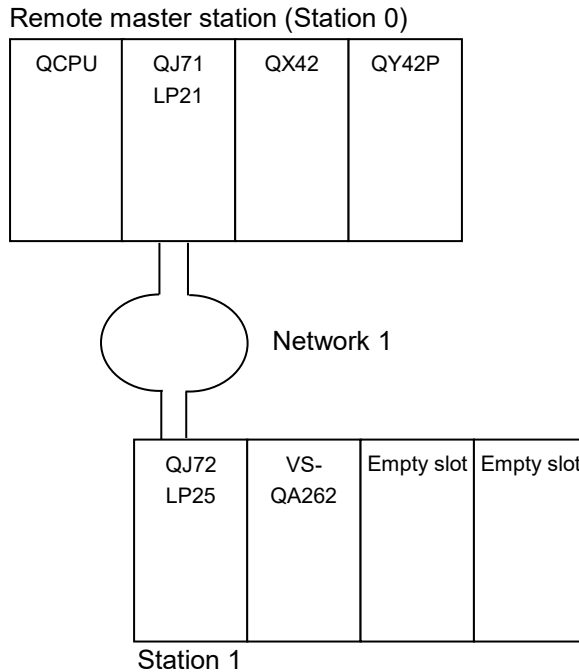 Remote master station (Station 0)
QCPU
QJ71
LP21
QX42
QY42P
Network 1
QJ72
LP25
VS-
QA262
Empty slot
Empty slot
Station 1